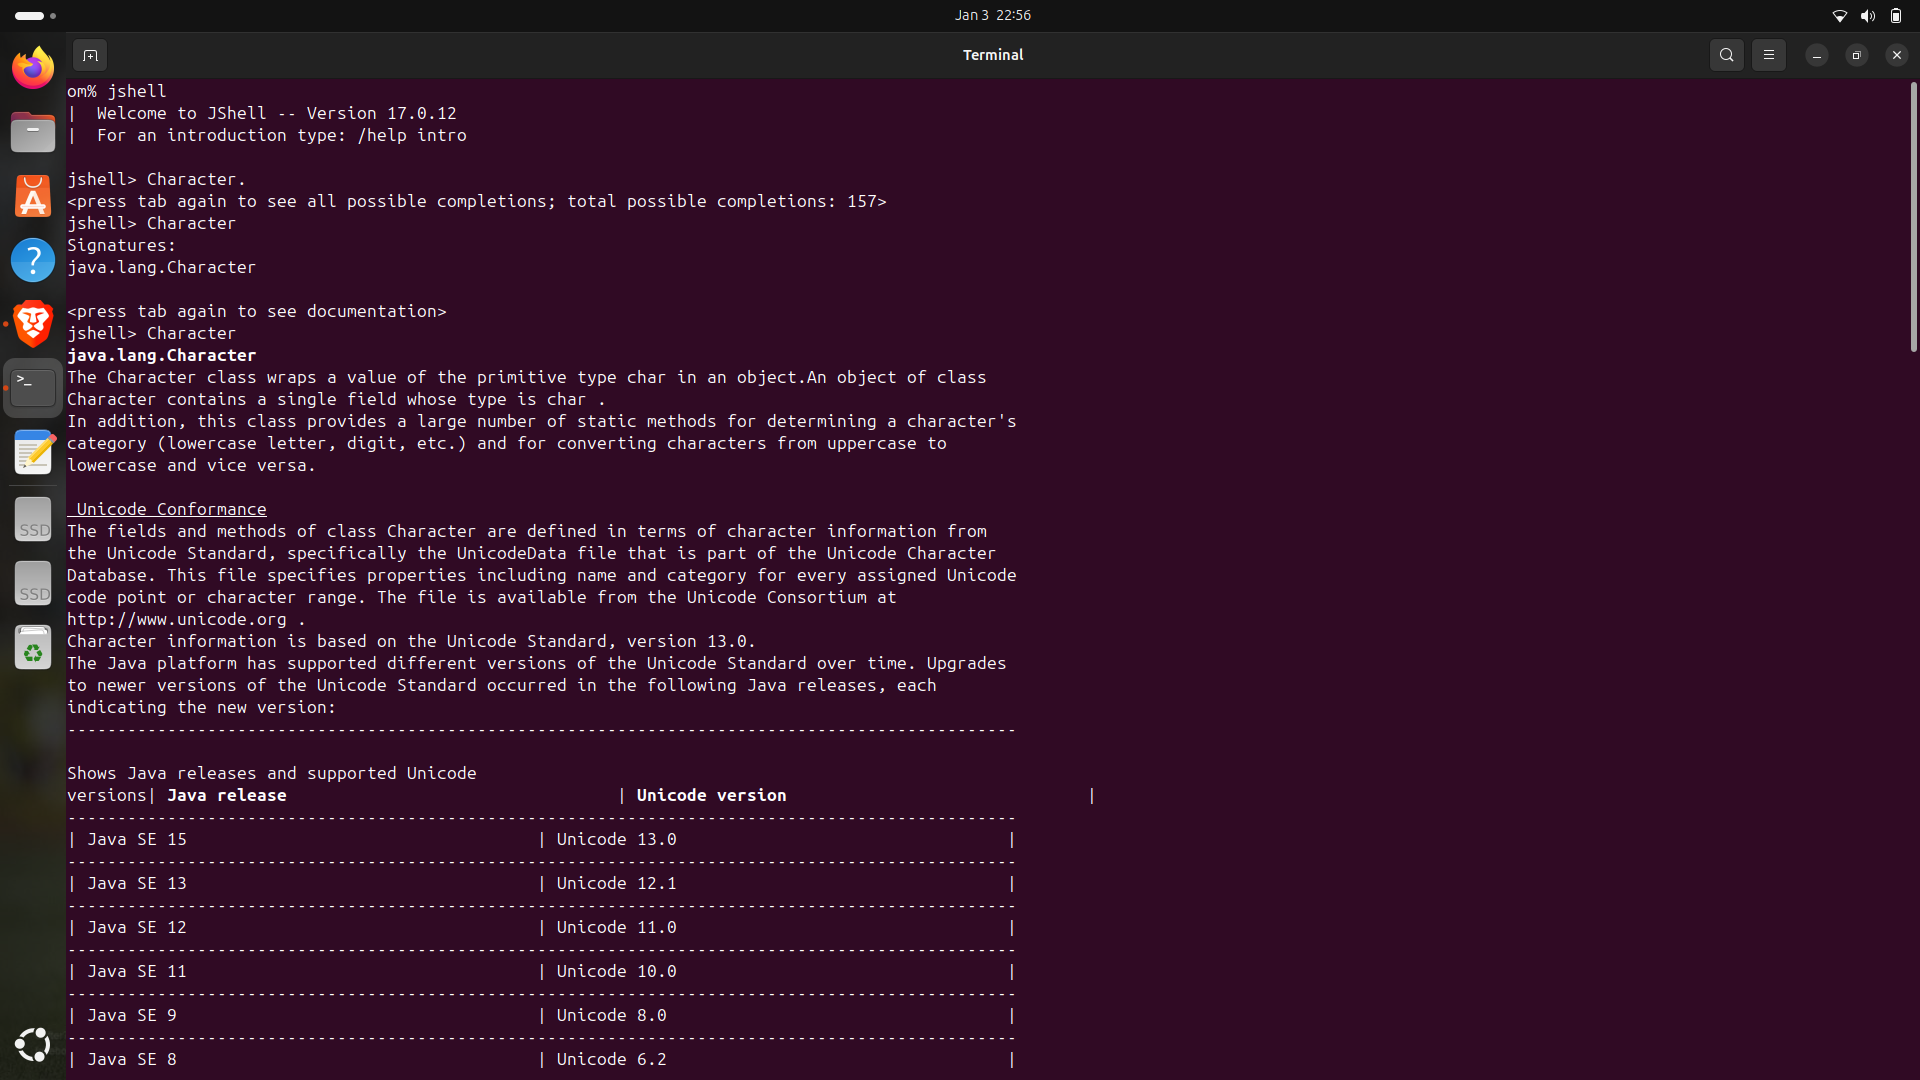 Jan 3 22:56
Terminal
om% jshell
|  Welcome to JShell -- Version 17.0.12
|  For an introduction type: /help intro
jshell> Character.
<press tab again to see all possible completions; total possible completions: 157>
jshell> Character
Signatures:
java.lang.Character
<press tab again to see documentation>
jshell> Character
java.lang.Character
The Character class wraps a value of the primitive type char in an object.An object of class
Character contains a single field whose type is char .
In addition, this class provides a large number of static methods for determining a character's
category (lowercase letter, digit, etc.) and for converting characters from uppercase to
lowercase and vice versa.
Unicode Conformance
The fields and methods of class Character are defined in terms of character information from
the Unicode Standard, specifically the UnicodeData file that is part of the Unicode Character
Database. This file specifies properties including name and category for every assigned Unicode
code point or character range. The file is available from the Unicode Consortium at
http://www.unicode.org .
Character information is based on the Unicode Standard, version 13.0.
The Java platform has supported different versions of the Unicode Standard over time. Upgrades
to newer versions of the Unicode Standard occurred in the following Java releases, each
indicating the new version:
-----------------------------------------------------------------------------------------------
Shows Java releases and supported Unicode
versions| Java release                                 | Unicode version                              |
-----------------------------------------------------------------------------------------------
| Java SE 15                                   | Unicode 13.0                                 |
-----------------------------------------------------------------------------------------------
| Java SE 13                                   | Unicode 12.1                                 |
-----------------------------------------------------------------------------------------------
| Java SE 12                                   | Unicode 11.0                                 |
-----------------------------------------------------------------------------------------------
| Java SE 11                                   | Unicode 10.0                                 |
-----------------------------------------------------------------------------------------------
| Java SE 9                                    | Unicode 8.0                                  |
-----------------------------------------------------------------------------------------------
| Java SE 8                                    | Unicode 6.2                                  |
SSD
SSD